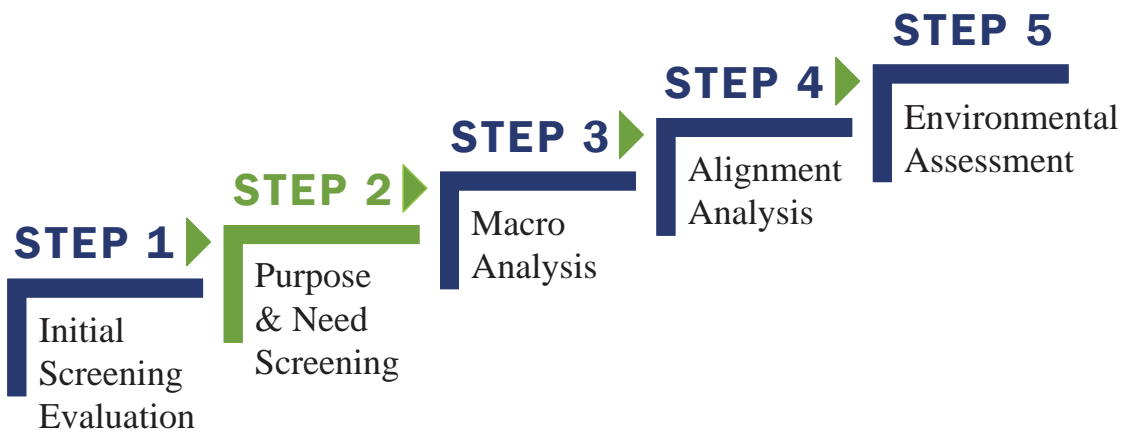 STEP 1
Initial
Screening
Evaluation
STEP 2
Purpose
& Need
Screening
STEP 3
Macro
Analysis
STEP 4
Alignment
Analysis
STEP 5
Environmental
Assessment